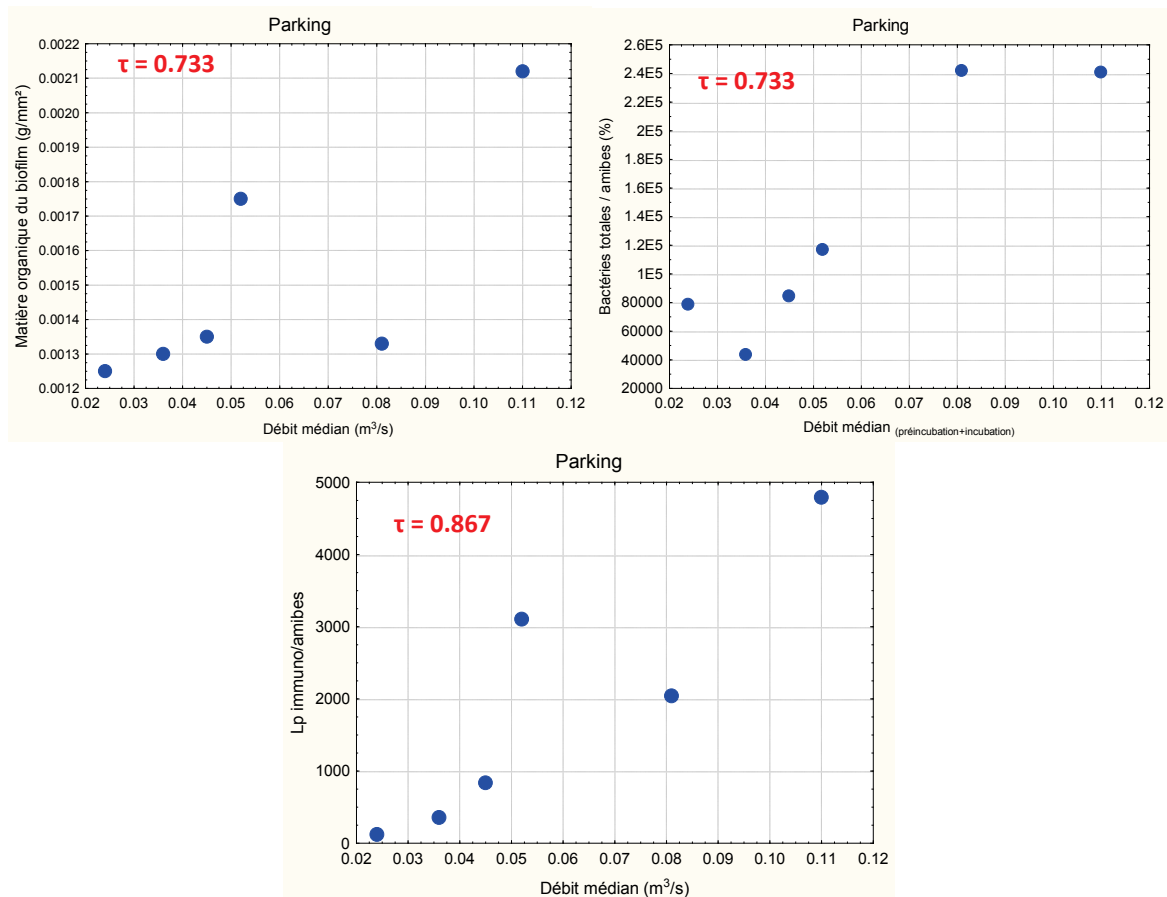 Parking
τ = 0.733
Matière organique du biofilm (g/mm²)
0.0022
0.0021
0.0020
0.0019
0.0018
0.0017
0.0016
0.0015
0.0014
0.0013
0.0012
0.02 0.03 0.04 0.05 0.06 0.07 0.08 0.09 0.10 0.11 0.12
Débit médian (m³/s)
Parking
τ = 0.733
Bactéries totales / amibes (%)
2.6E5
2.4E5
2.2E5
2E5
1.8E5
1.6E5
1.4E5
1.2E5
1E5
80000
60000
40000
20000
0.02 0.03 0.04 0.05 0.06 0.07 0.08 0.09 0.10 0.11 0.12
Débit médian (préincubation+incubation)
Parking
τ = 0.867
Lp immuno/amibes
5000
4000
3000
2000
1000
0
0.02 0.03 0.04 0.05 0.06 0.07 0.08 0.09 0.10 0.11 0.12
Débit médian (m³/s)